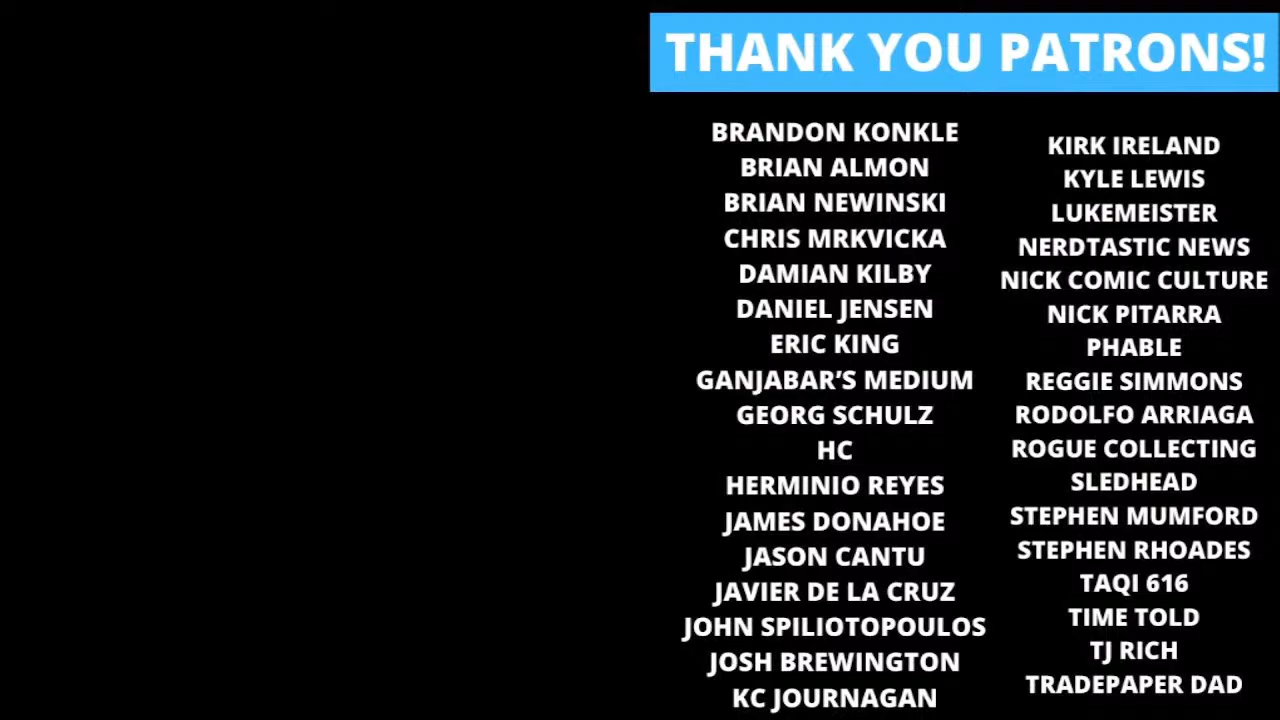 THANK YOU PATRONS!
BRANDON KONKLE
BRIAN ALMON
BRIAN NEWINSKI
CHRIS MRKVICKA
DAMIAN KILBY
DANIEL JENSEN
ERIC KING
GANJABAR’S MEDIUM
GEORG SCHULZ
HC
HERMINIO REYES
JAMES DONAHOE
JASON CANTU
JAVIER DE LA CRUZ
JOHN SPILIOTOPOULOS
JOSH BREWINGTON
KC JOURNAGAN
KIRK IRELAND
KYLE LEWIS
LUKEMEISTER
NERDTASTIC NEWS
NICK COMIC CULTURE
NICK PITARRA
PHABLE
REGGIE SIMMONS
RODOLFO ARRIAGA
ROGUE COLLECTING
SLEDHEAD
STEPHEN MUMFORD
STEPHEN RHOADES
TAQI 616
TIME TOLD
TJ RICH
TRADEPAPER DAD